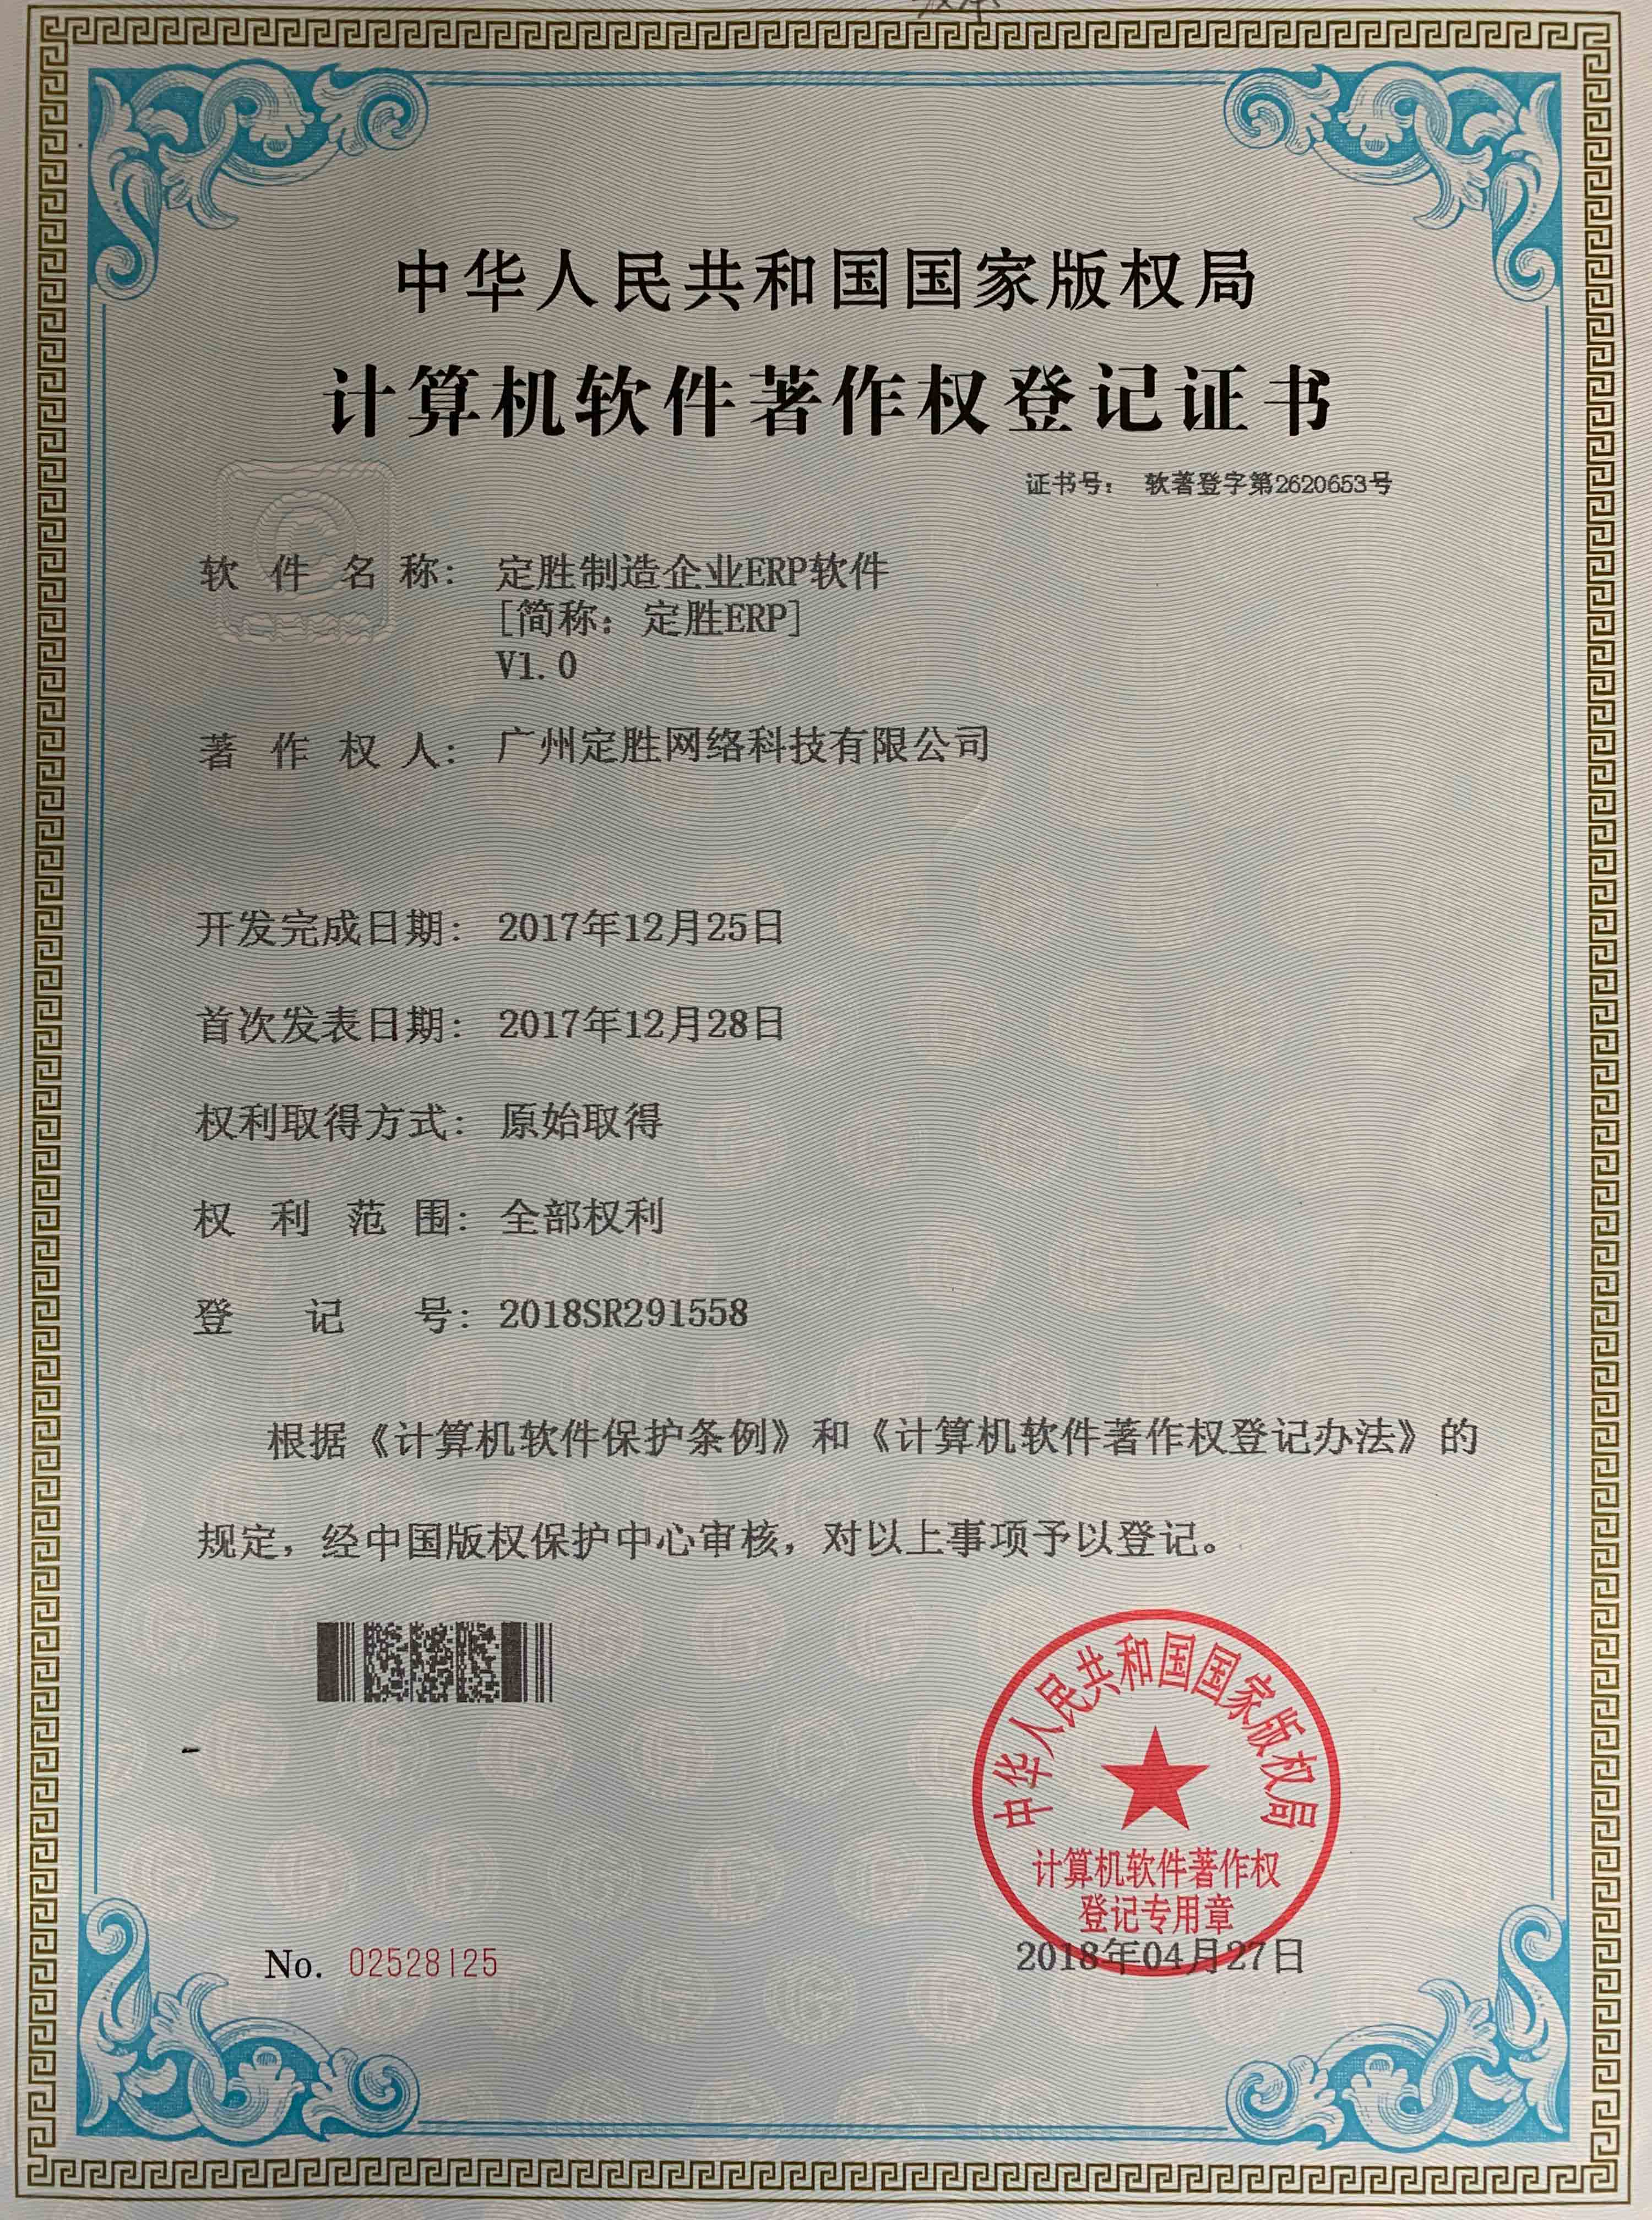 中华人民共和国国家版权局
计算机软件著作权登记证书
证书号： 软著登字第2620653号
软件名称： 定胜制造企业ERP软件
[简称：定胜ERP]
V1.0
著作权人： 广州定胜网络科技有限公司
开发完成日期： 2017年12月25日
首次发表日期： 2017年12月28日
权利取得方式： 原始取得
权利范围： 全部权利
登记号： 2018SR291558
根据《计算机软件保护条例》和《计算机软件著作权登记办法》的
规定，经中国版权保护中心审核，对以上事项予以登记。
中华人民共和国国家版权局
计算机软件著作权
登记专用章
No. 02528125
2018年04月27日